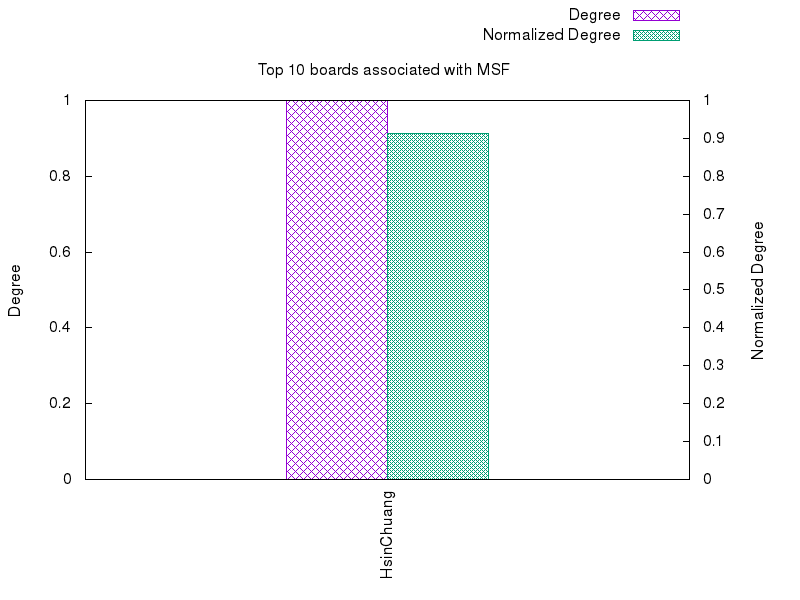 Degree
Normalized Degree
Top 10 boards associated with MSF
1
0.8
0.6
0.4
0.2
0
1
0.9
0.8
0.7
0.6
0.5
0.4
0.3
0.2
0.1
0
Degree
Normalized Degree
HsinChuang